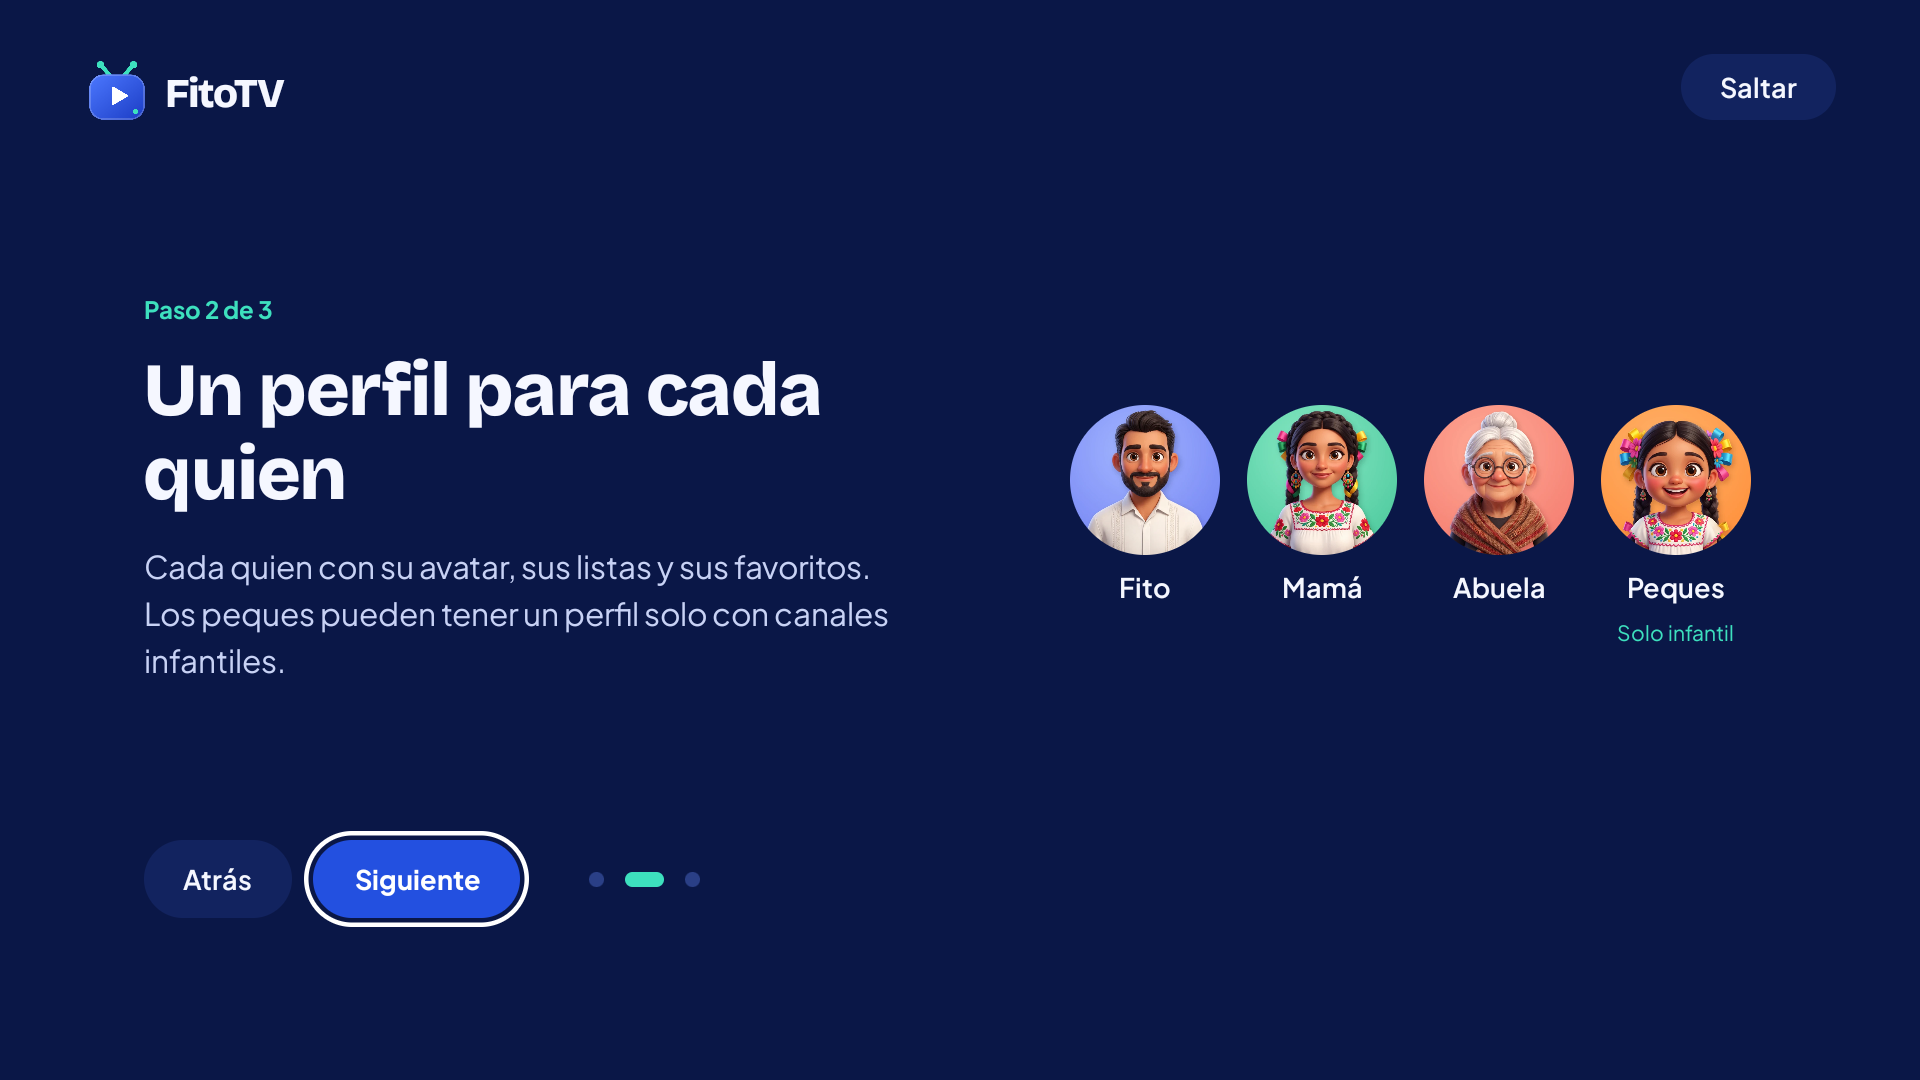 FitoTV
Saltar
Paso 2 de 3
Un perfil para cada
quien
Cada quien con su avatar, sus listas y sus favoritos.
Los peques pueden tener un perfil solo con canales
infantiles.
Fito
Mamá
Abuela
Peques
Solo infantil
Atrás
Siguiente